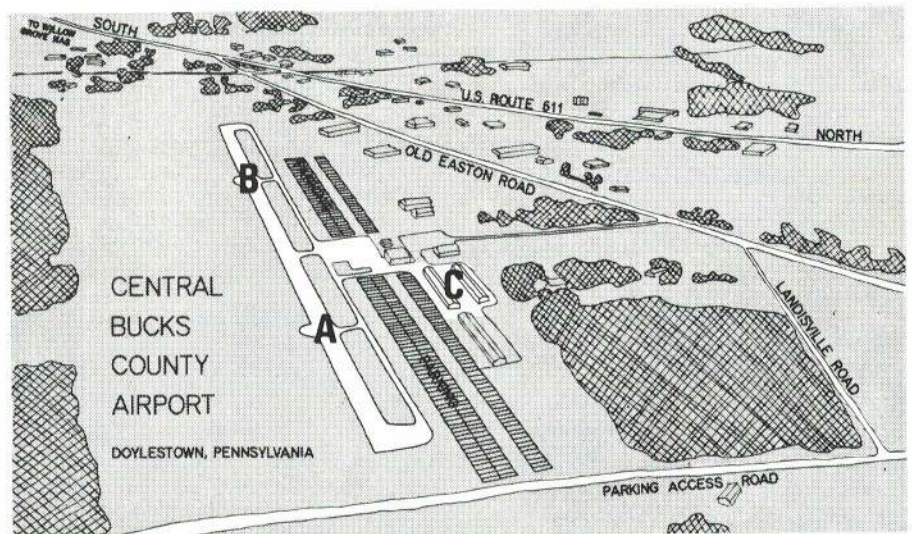 TO WILLOW
GROVE NAS
SOUTH
U.S. ROUTE 611
NORTH
OLD EASTON ROAD
B
PARKING
CENTRAL
BUCKS
COUNTY
AIRPORT
DOYLESTOWN, PENNSYLVANIA
A
C
PARKING
LANDISVILLE ROAD
PARKING ACCESS ROAD